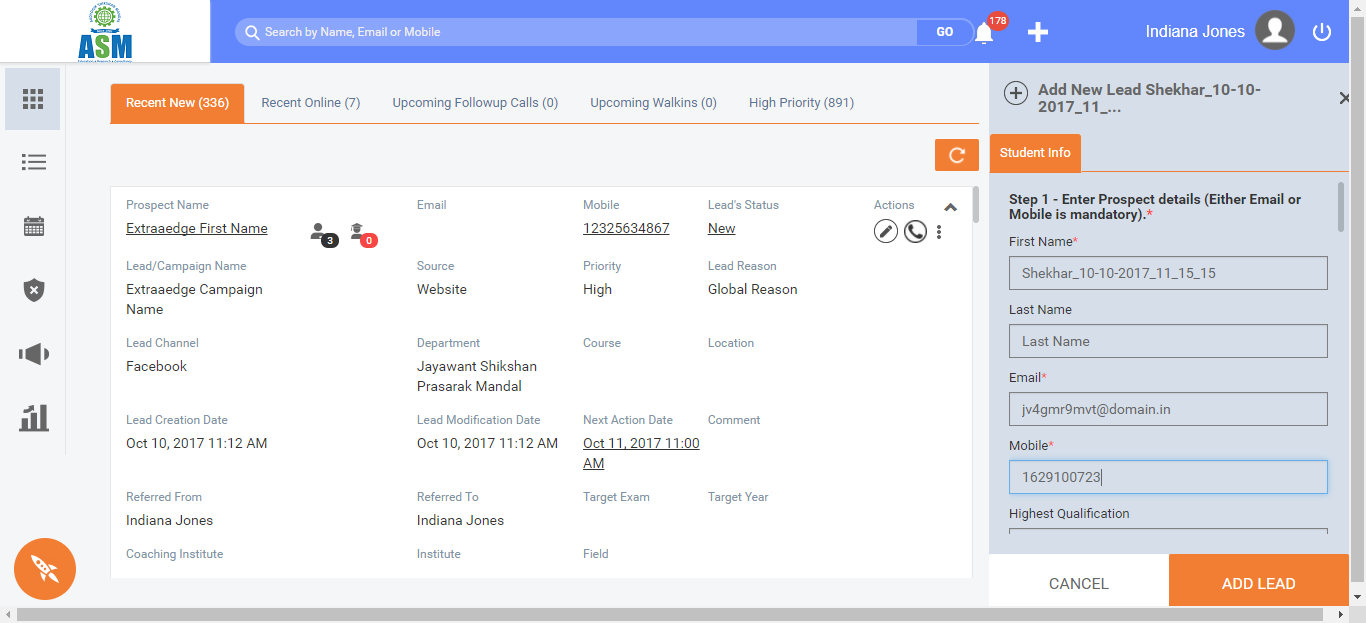 ASM
Search by Name, Email or Mobile
GO
178
Indiana Jones
Recent New (336)
Recent Online (7)
Upcoming Followup Calls (0)
Upcoming Walkins (0)
High Priority (891)
Prospect Name
Email
Mobile
Lead's Status
Actions
Extraaedge First Name
3
0
12325634867
New
Lead/Campaign Name
Source
Priority
Lead Reason
Extraaedge Campaign
Name
Website
High
Global Reason
Lead Channel
Department
Course
Location
Facebook
Jayawant Shikshan
Prasarak Mandal
Lead Creation Date
Lead Modification Date
Next Action Date
Comment
Oct 10, 2017 11:12 AM
Oct 10, 2017 11:12 AM
Oct 11, 2017 11:00
AM
Referred From
Referred To
Target Exam
Target Year
Indiana Jones
Indiana Jones
Coaching Institute
Institute
Field
Add New Lead Shekhar_10-10-
2017_11_...
Student Info
Step 1 - Enter Prospect details (Either Email or
Mobile is mandatory).*
First Name*
Shekhar_10-10-2017_11_15_15
Last Name
Last Name
Email*
jv4gmr9mvt@domain.in
Mobile*
1629100723
Highest Qualification
CANCEL
ADD LEAD